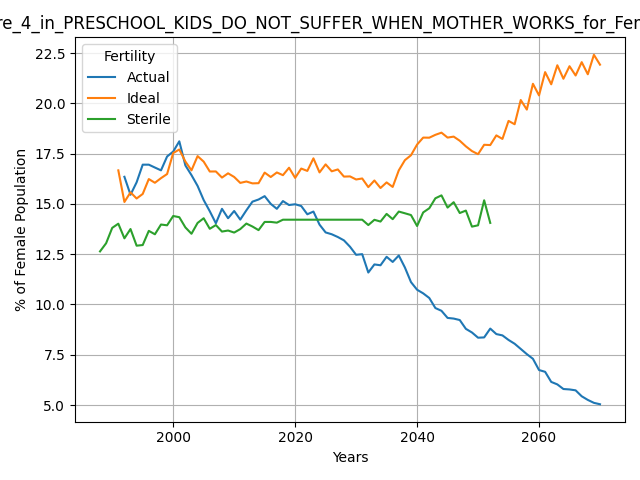 re_4_in_PRESCHOOL_KIDS_DO_NOT_SUFFER_WHEN_MOTHER_WORKS_for_Fer
Fertility
Actual
Ideal
Sterile
22.5
20.0
17.5
15.0
12.5
10.0
7.5
5.0
% of Female Population
2000 2020 2040 2060
Years